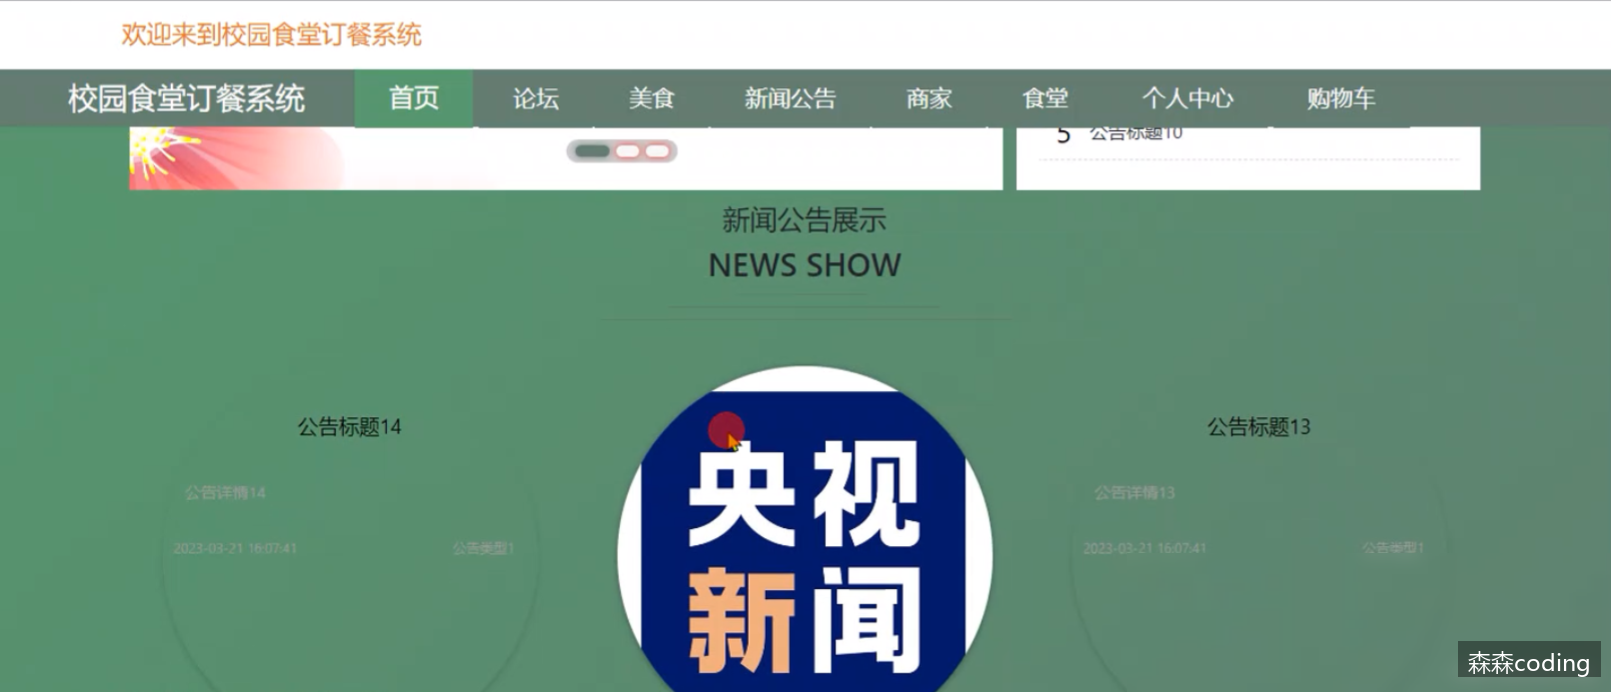 欢迎来到校园食堂订餐系统
校园食堂订餐系统 首页 论坛 美食 新闻公告 商家 食堂 个人中心 购物车
5 公告标题10
新闻公告展示
NEWS SHOW
公告标题14
公告详情14
2023-03-21 16:07:41 公告类型1
央视
新闻
公告标题13
公告详情13
2023-03-21 16:07:41 公告类型1
森森coding